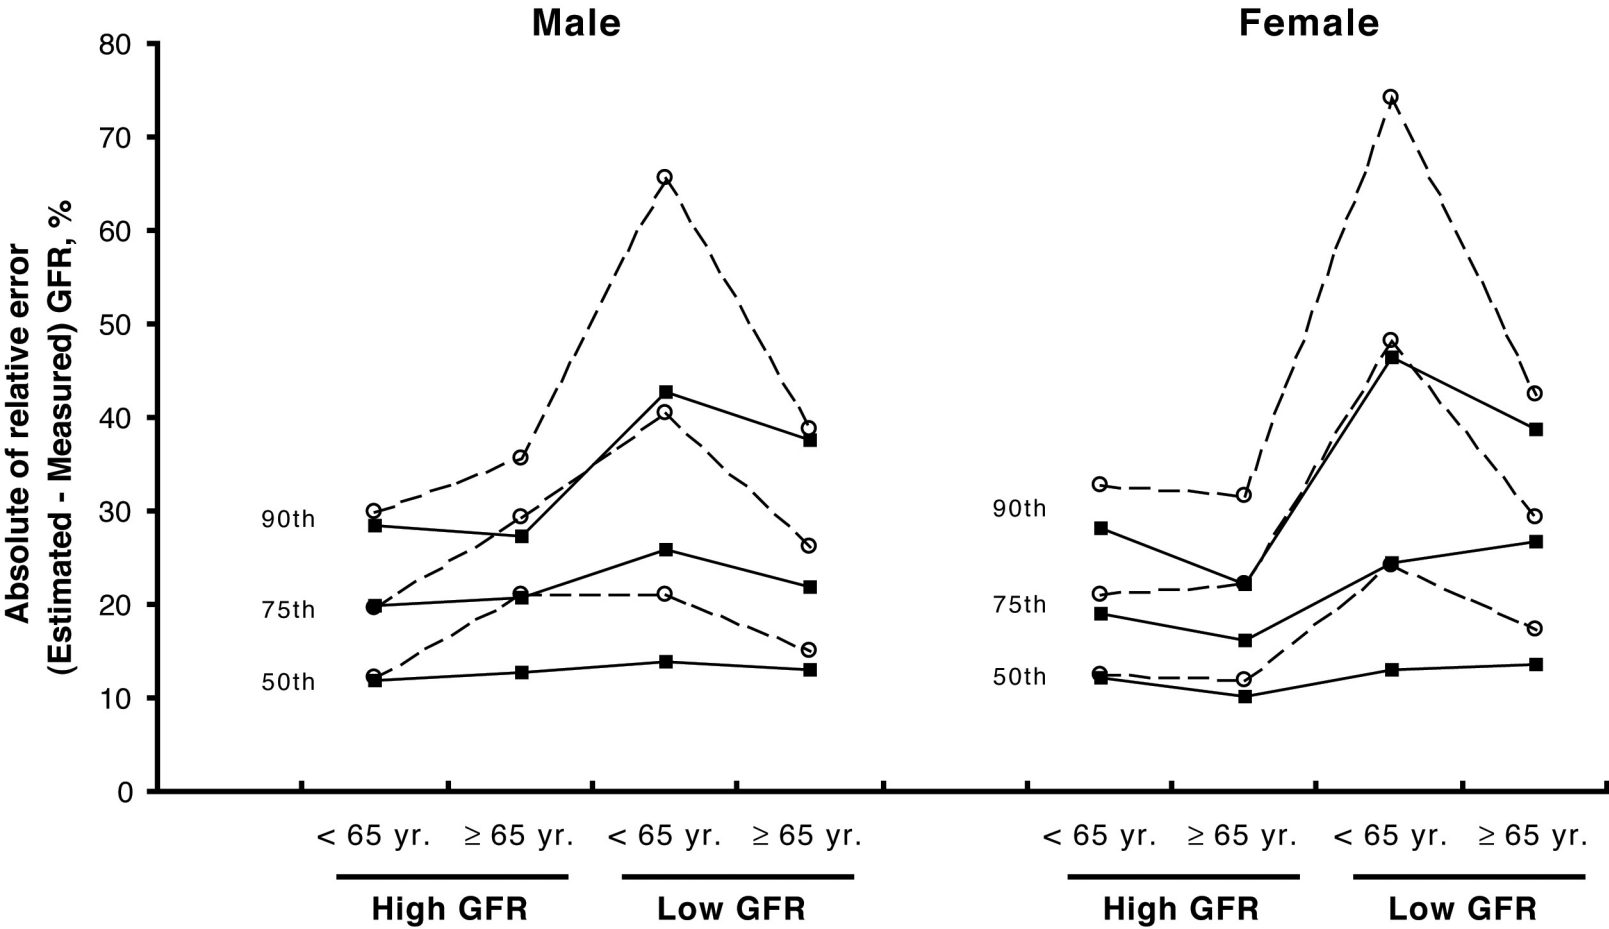 Male
Female
80
70
60
50
40
30
20
10
0
Absolute of relative error
(Estimated - Measured) GFR, %
90th
75th
50th
90th
75th
50th
< 65 yr.
≥ 65 yr.
< 65 yr.
≥ 65 yr.
< 65 yr.
≥ 65 yr.
< 65 yr.
≥ 65 yr.
High GFR
Low GFR
High GFR
Low GFR